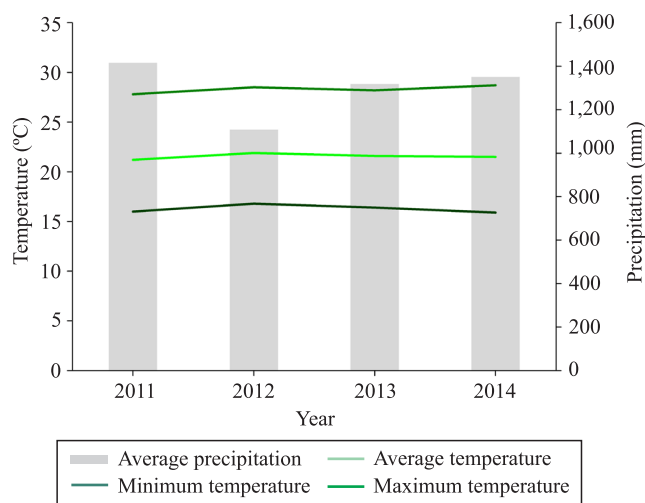 35
30
25
20
15
10
5
0
Temperature (ºC)
1,600
1,400
1,200
1,000
800
600
400
200
0
Precipitation (mm)
2011 2012 2013 2014
Year
Average precipitation Average temperature
Minimum temperature Maximum temperature